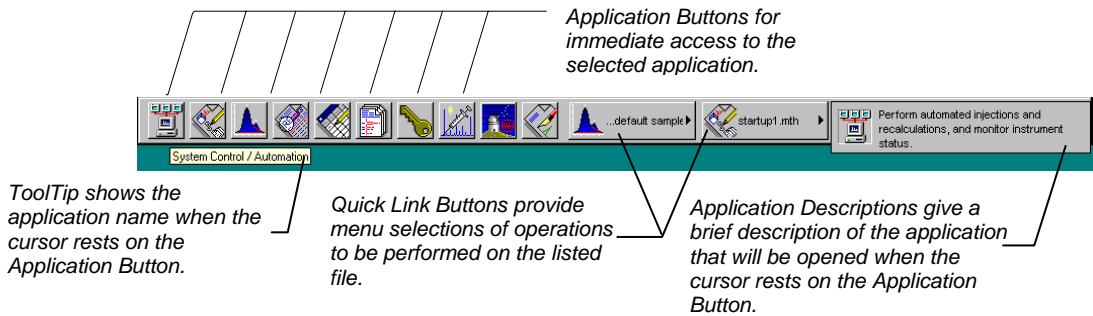 Application Buttons for
immediate access to the
selected application.
...default sample
startup1.mth
Perform automated injections and
recalculations, and monitor instrument
status.
System Control / Automation
ToolTip shows the
application name when the
cursor rests on the
Application Button.
Quick Link Buttons provide
menu selections of operations
to be performed on the listed
file.
Application Descriptions give a
brief description of the application
that will be opened when the
cursor rests on the Application
Button.